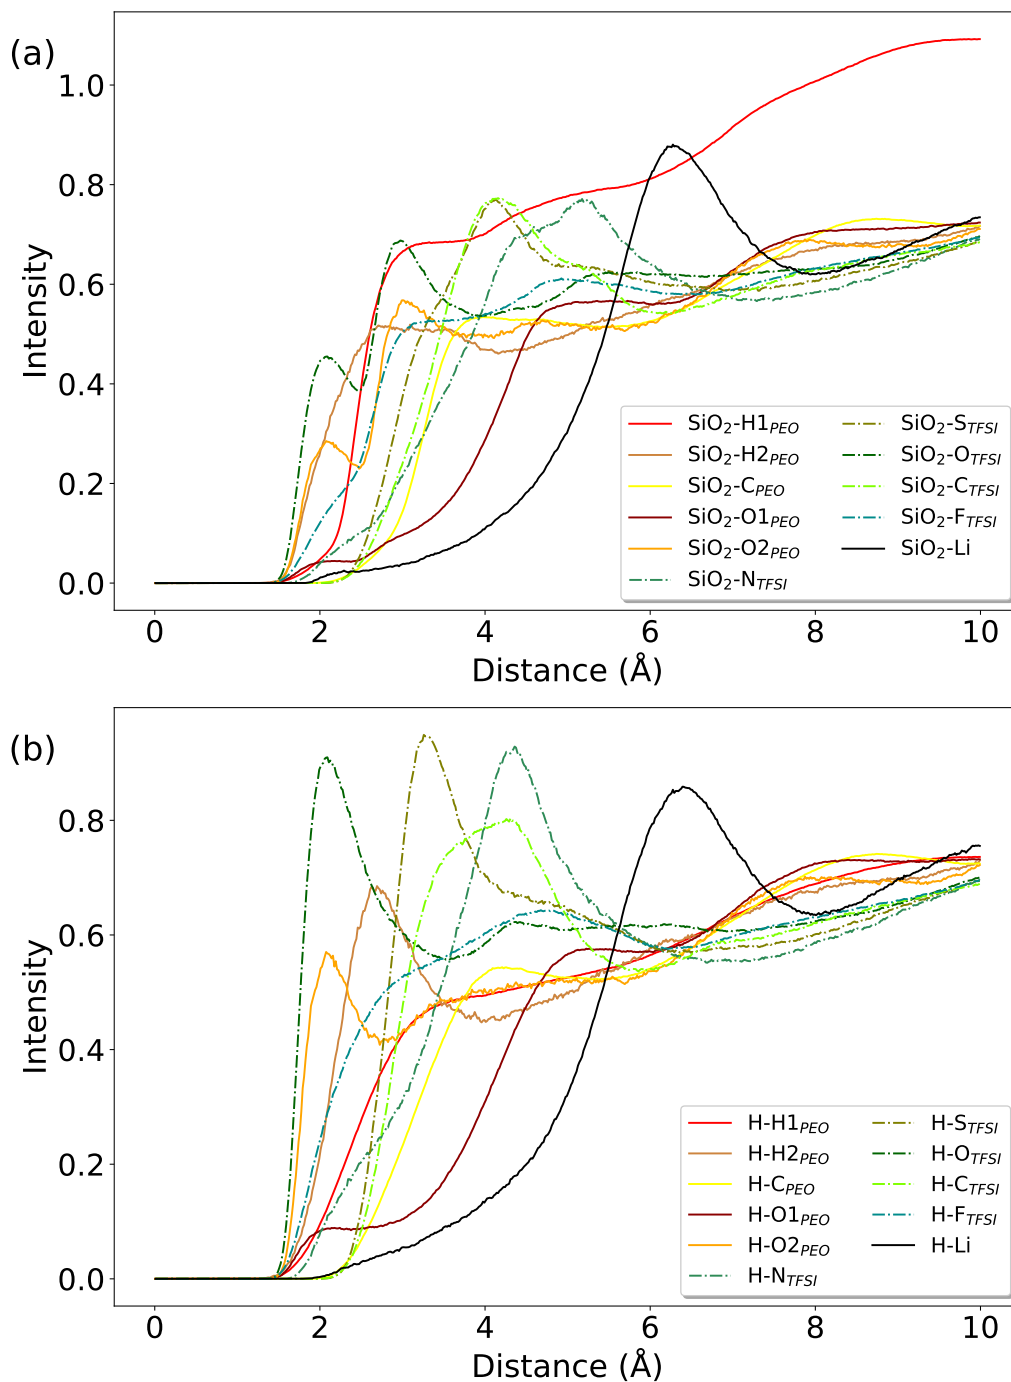 (a)
1.0
0.8
0.6
0.4
0.2
0.0
Intensity
SiO₂-H1PEO
SiO₂-H2PEO
SiO₂-CPEO
SiO₂-O1PEO
SiO₂-O2PEO
SiO₂-NTFSI
SiO₂-STFSI
SiO₂-OTFSI
SiO₂-CTFSI
SiO₂-FTFSI
SiO₂-Li
0 2 4 6 8 10
Distance (Å)
(b)
0.8
0.6
0.4
0.2
0.0
Intensity
H-H1PEO
H-H2PEO
H-CPEO
H-O1PEO
H-O2PEO
H-NTFSI
H-STFSI
H-OTFSI
H-CTFSI
H-FTFSI
H-Li
0 2 4 6 8 10
Distance (Å)